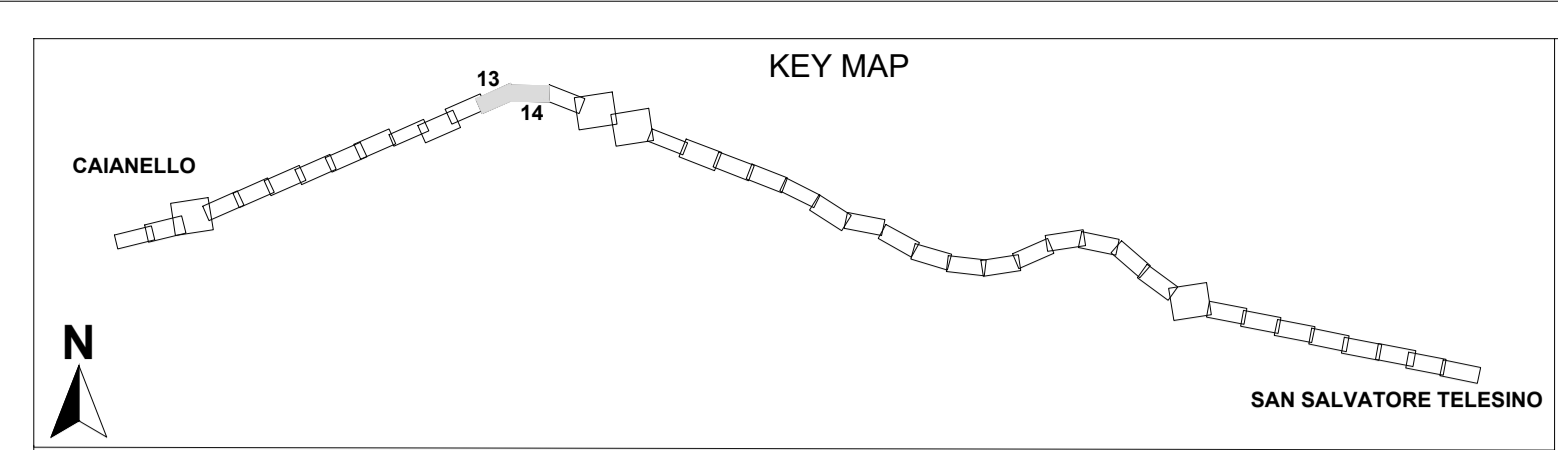 KEY MAP
13
14
CAIANELLO
N
SAN SALVATORE TELESINO